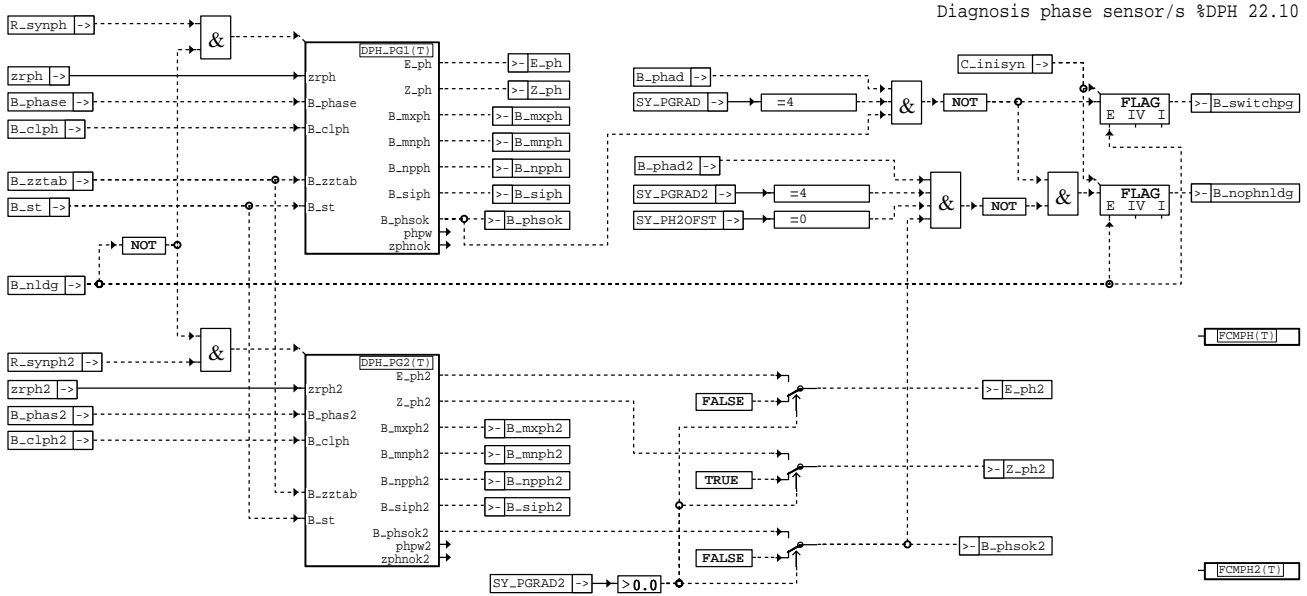 Diagnosis phase sensor/s %DPH 22.10
R_synph ->
&
DPH_PG1(T)
zrph -> zrph
B_phase -> B_phase
B_clph -> B_clph
B_zztab -> B_zztab
B_st -> B_st
E_ph >- E_ph
Z_ph >- Z_ph
B_mxph >- B_mxph
B_mnph >- B_mnph
B_npph >- B_npph
B_siph >- B_siph
B_phsok >- B_phsok
phpw
zphnok
NOT
B_nldg ->
C_inisyn ->
B_phad ->
SY_PGRAD -> =4
&
NOT
FLAG
E IV I
>- B_switchpg
B_phad2 ->
SY_PGRAD2 -> =4
SY_PH2OFST -> =0
&
NOT
&
FLAG
E IV I
>- B_nophnldg
FCMPH(T)
&
R_synph2 ->
DPH_PG2(T)
zrph2 -> zrph2
B_phas2 -> B_phas2
B_clph2 -> B_clph
B_zztab
B_st
E_ph2
Z_ph2
B_mxph2 >- B_mxph2
B_mnph2 >- B_mnph2
B_npph2 >- B_npph2
B_siph2 >- B_siph2
B_phsok2
phpw2
zphnok2
FALSE
>- E_ph2
TRUE
>- Z_ph2
FALSE
>- B_phsok2
SY_PGRAD2 -> >0.0
FCMPH2(T)